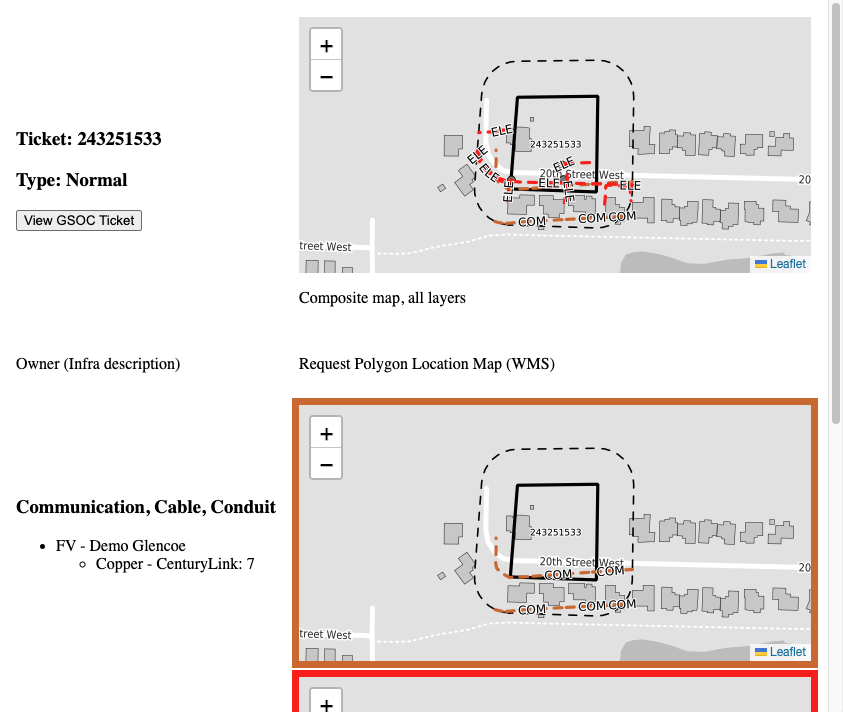 Ticket: 243251533
Type: Normal
View GSOC Ticket
+
−
ELE
243251533
ELE
ELE
ELE
20th Street West
20
ELE
ELE
ELE
ELE
COM
COM
COM
treet West
Leaflet
Composite map, all layers
Owner (Infra description)
Request Polygon Location Map (WMS)
+
−
243251533
20th Street West
20
COM
COM
COM
COM
COM
treet West
Leaflet
Communication, Cable, Conduit
FV - Demo Glencoe
Copper - CenturyLink: 7
+